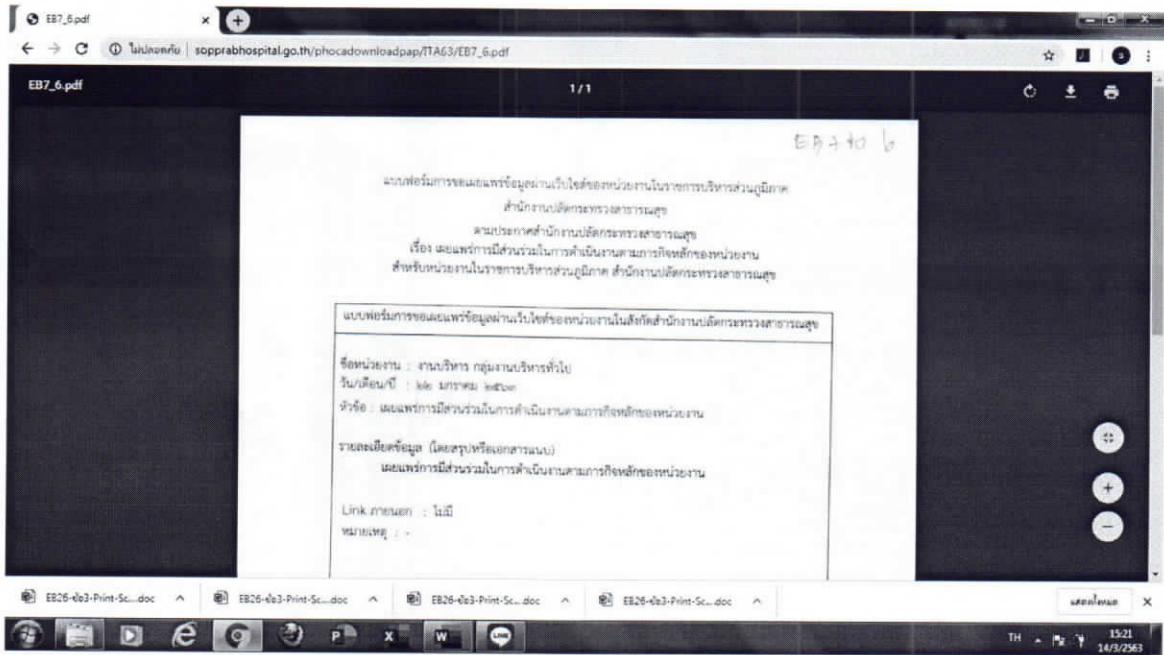 EB7_6.pdf
ไม่ปลอดภัย | sopprabhospital.go.th/phocadownloadpap/ITA63/EB7_6.pdf
EB7_6.pdf
1/1
EB 7 ข้อ ๖
แบบฟอร์มการขอเผยแพร่ข้อมูลผ่านเว็บไซต์ของหน่วยงานในราชการบริหารส่วนภูมิภาค
สำนักงานปลัดกระทรวงสาธารณสุข
ตามประกาศสำนักงานปลัดกระทรวงสาธารณสุข
เรื่อง เผยแพร่การมีส่วนร่วมในการดำเนินงานตามภารกิจหลักของหน่วยงาน
สำหรับหน่วยงานในราชการบริหารส่วนภูมิภาค สำนักงานปลัดกระทรวงสาธารณสุข
แบบฟอร์มการขอเผยแพร่ข้อมูลผ่านเว็บไซต์ของหน่วยงานในสังกัดสำนักงานปลัดกระทรวงสาธารณสุข
ชื่อหน่วยงาน : งานบริหาร กลุ่มงานบริหารทั่วไป
วัน/เดือน/ปี : ๒๒ มกราคม ๒๕๖๓
หัวข้อ : เผยแพร่การมีส่วนร่วมในการดำเนินงานตามภารกิจหลักของหน่วยงาน
รายละเอียดข้อมูล (โดยสรุปหรือเอกสารแนบ)
เผยแพร่การมีส่วนร่วมในการดำเนินงานตามภารกิจหลักของหน่วยงาน
Link ภายนอก : ไม่มี
หมายเหตุ : -
EB26-ข้อ3-Print-Sc....doc
EB26-ข้อ3-Print-Sc....doc
EB26-ข้อ3-Print-Sc....doc
EB26-ข้อ3-Print-Sc....doc
แสดงทั้งหมด
TH
15:21
14/3/2563